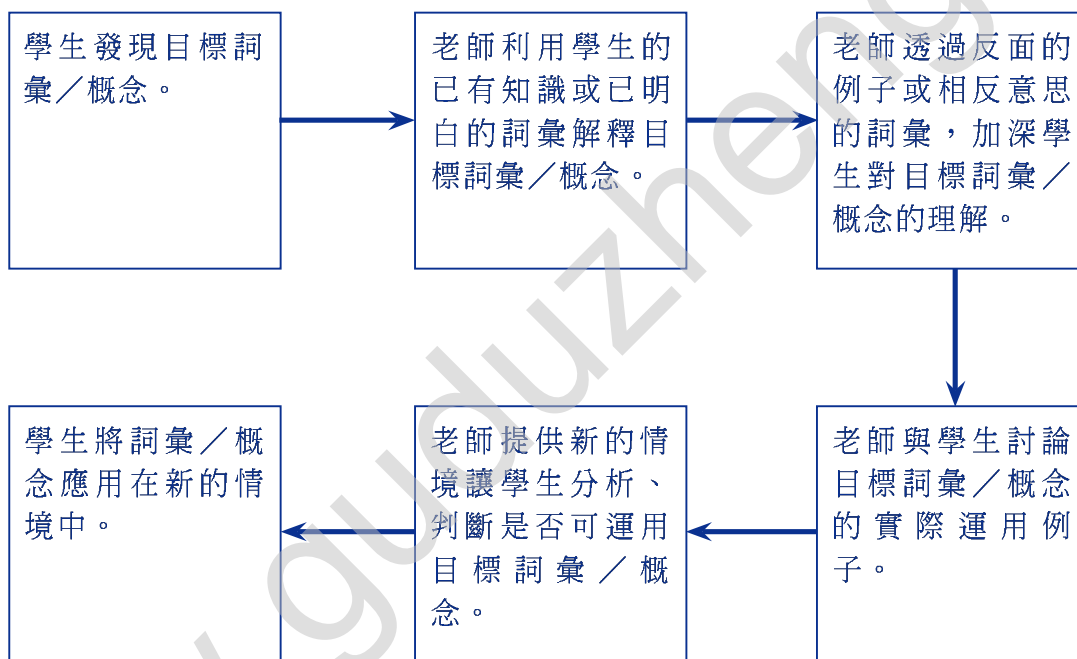 學生發現目標詞
彙／概念。
老師利用學生的
已有知識或已明
白的詞彙解釋目
標詞彙／概念。
老師透過反面的
例子或相反意思
的詞彙，加深學
生對目標詞彙／
概念的理解。
老師與學生討論
目標詞彙／概念
的實際運用例
子。
老師提供新的情
境讓學生分析、
判斷是否可運用
目標詞彙／概
念。
學生將詞彙／概
念應用在新的情
境中。
guduzheng